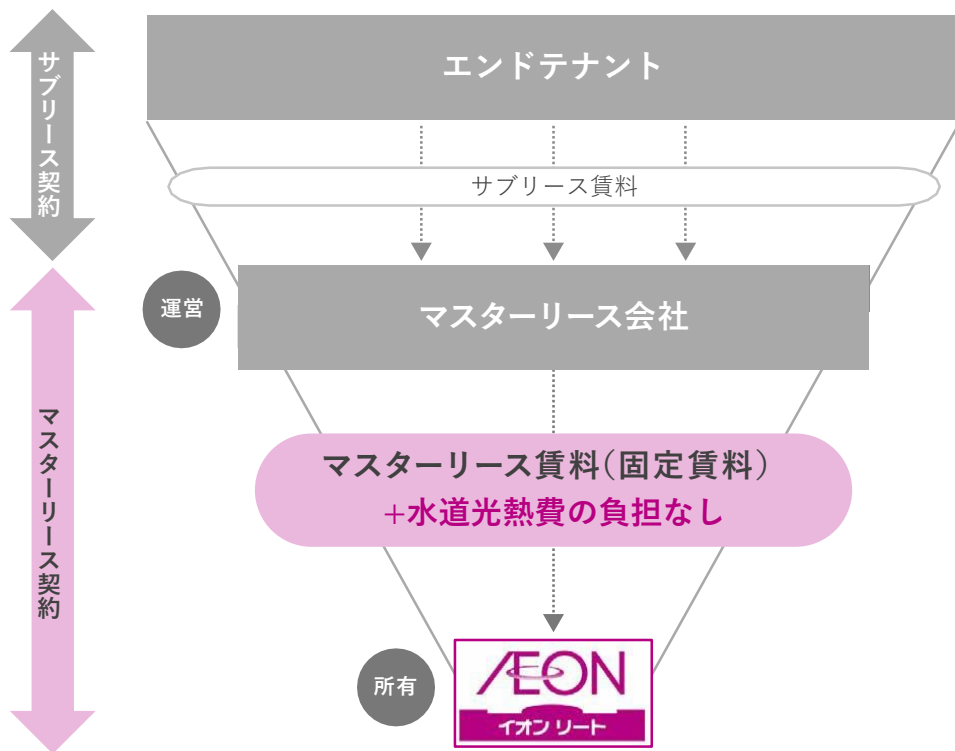 サブリース契約
エンドテナント
サブリース賃料
運営
マスターリース会社
マスターリース契約
マスターリース賃料(固定賃料)
+水道光熱費の負担なし
所有
ÆON
イオン リート